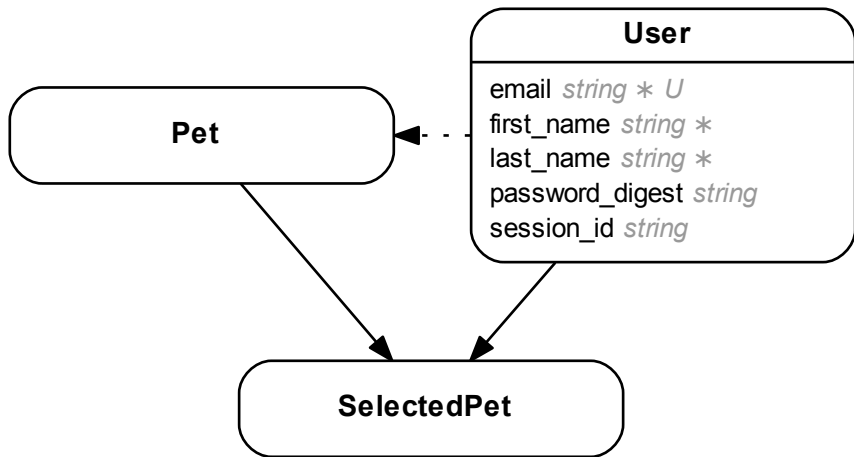 User
email string ∗ U
first_name string ∗
last_name string ∗
password_digest string
session_id string
Pet
SelectedPet